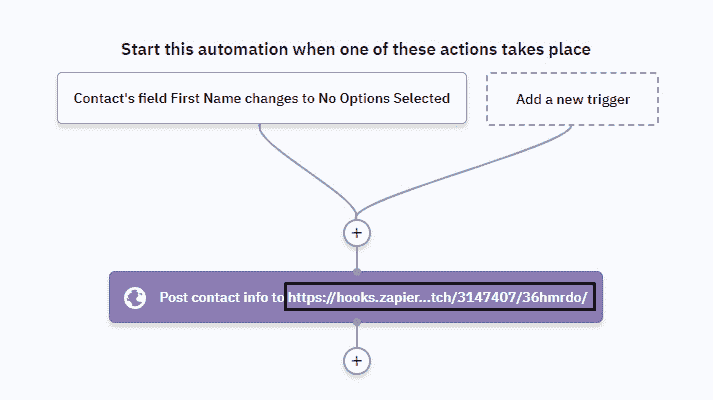 Start this automation when one of these actions takes place
Contact's field First Name changes to No Options Selected
Add a new trigger
+
Post contact info to https://hooks.zapier...tch/3147407/36hmrdo/
+